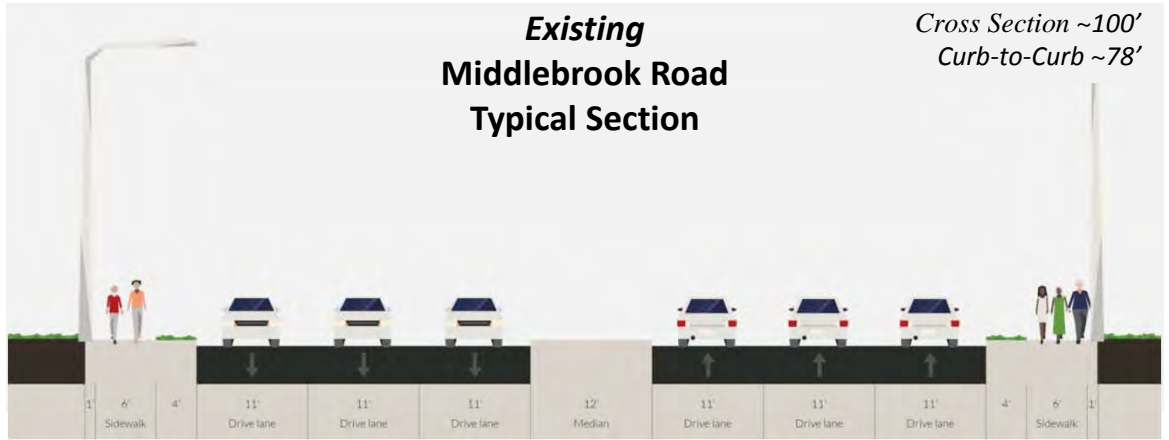 Existing
Middlebrook Road
Typical Section
Cross Section ~100’
Curb-to-Curb ~78’
1' 6' 4' 11' 11' 11' 12' 11' 11' 11' 4' 6' 1'
Sidewalk Drive lane Drive lane Drive lane Median Drive lane Drive lane Drive lane Sidewalk